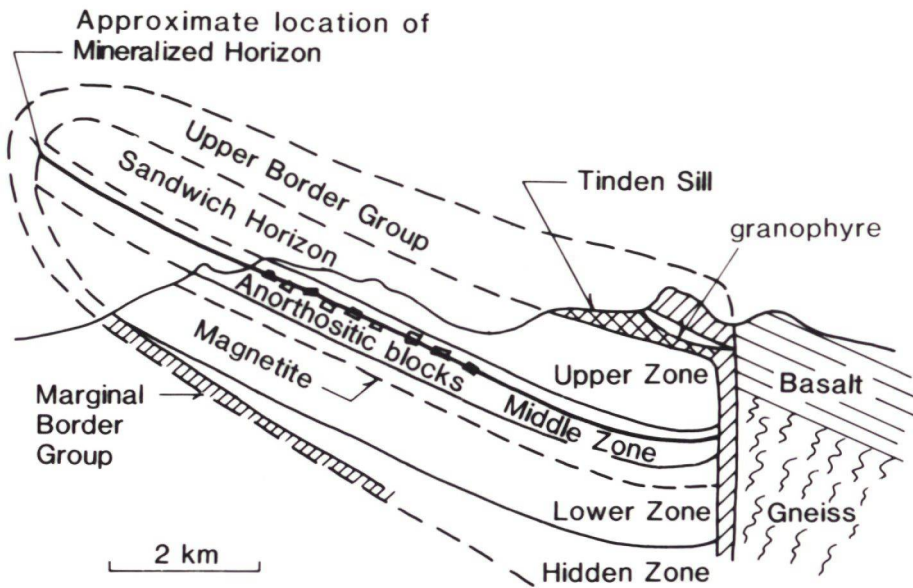 Approximate location of
Mineralized Horizon
Upper Border Group
Sandwich Horizon
Tinden Sill
granophyre
Anorthositic blocks
Magnetite
Upper Zone
Basalt
Middle Zone
Marginal
Border
Group
Lower Zone
Gneiss
2 km
Hidden Zone